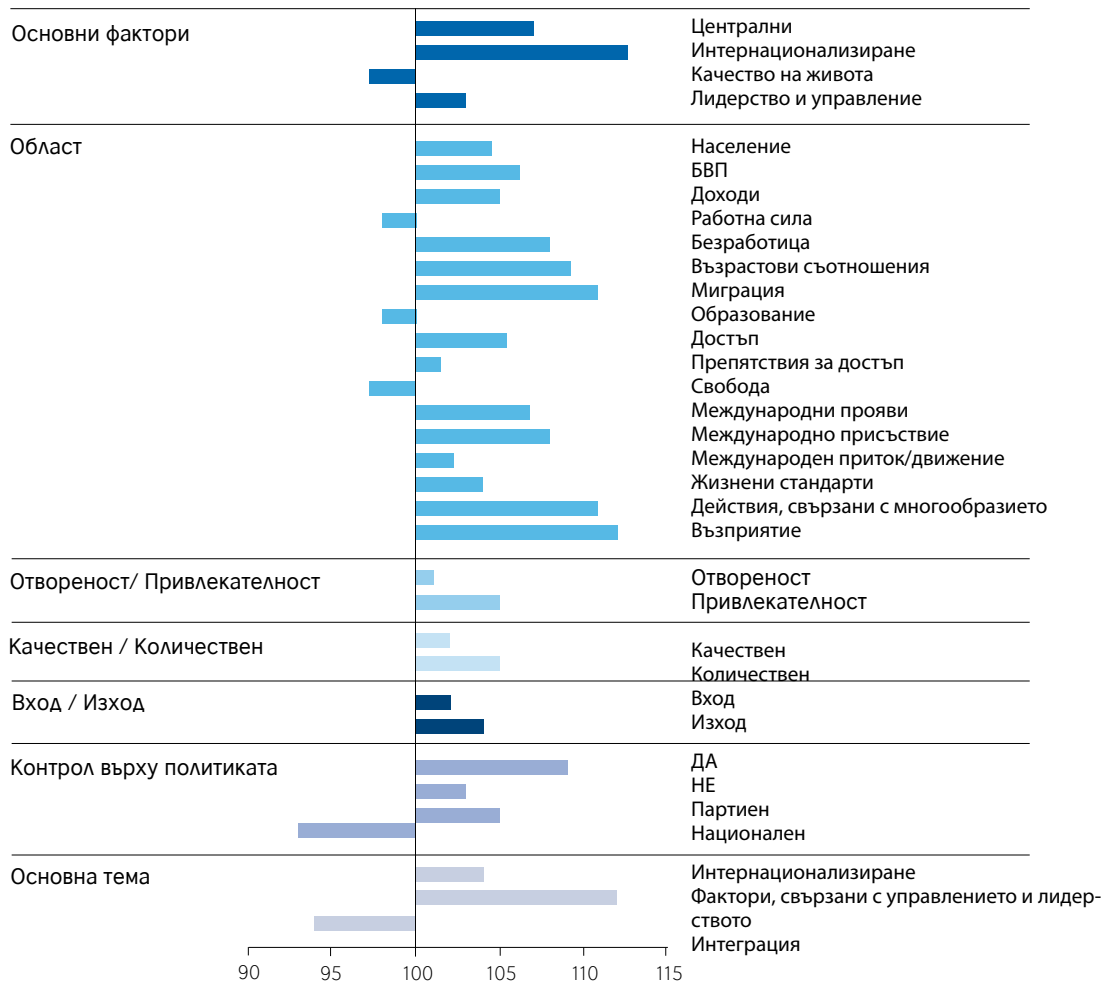 Основни фактори
Централни
Интернационализиране
Качество на живота
Лидерство и управление
Област
Население
БВП
Доходи
Работна сила
Безработица
Възрастови съотношения
Миграция
Образование
Достъп
Препятствия за достъп
Свобода
Международни прояви
Международно присъствие
Международен приток/движение
Жизнени стандарти
Действия, свързани с многообразието
Възприятие
Отвореност/ Привлекателност
Отвореност
Привлекателност
Качествен / Количествен
Качествен
Количествен
Вход / Изход
Вход
Изход
Контрол върху политиката
ДА
НЕ
Партиен
Национален
Основна тема
Интернационализиране
Фактори, свързани с управлението и лидер-
ството
Интеграция
90 95 100 105 110 115